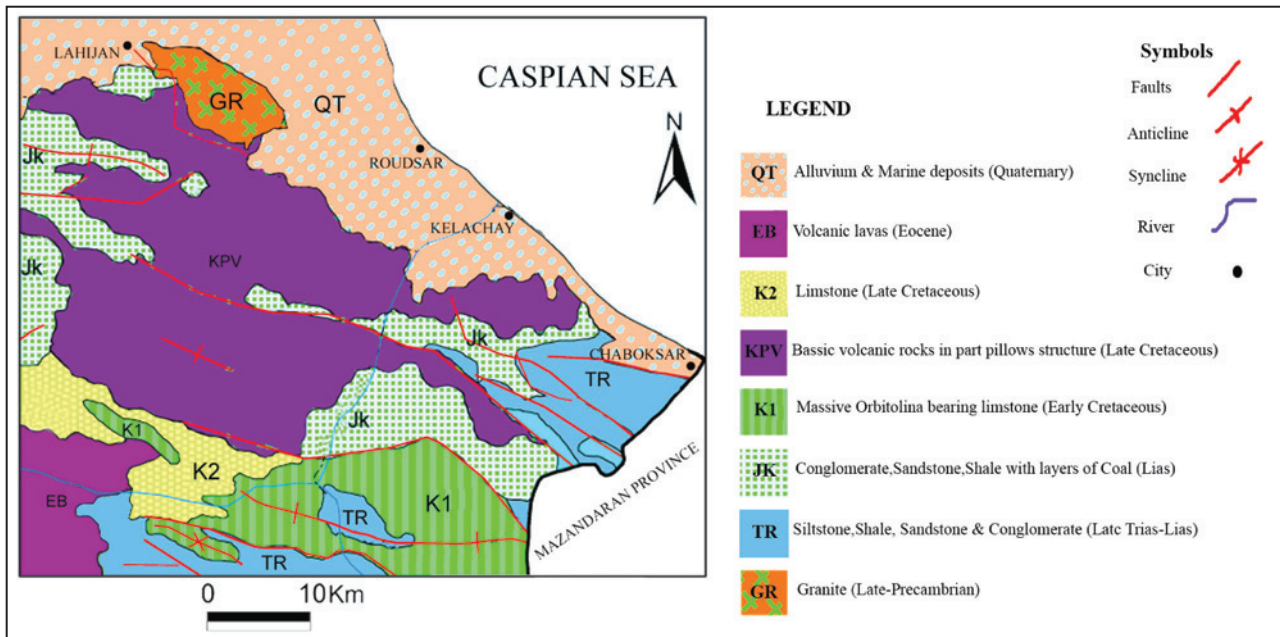 LAHIJAN
CASPIAN SEA
GR
QT
N
Jk
ROUDSAR
KELACHAY
KPV
Jk
Jk
CHABOKSAR
TR
Jk
K1
K2
K1
EB
TR
TR
MAZANDARAN PROVINCE
0 10Km
LEGEND
QT Alluvium & Marine deposits (Quaternary)
EB Volcanic lavas (Eocene)
K2 Limstone (Late Cretaceous)
KPV Bassic volcanic rocks in part pillows structure (Late Cretaceous)
K1 Massive Orbitolina bearing limestone (Early Cretaceous)
JK Conglomerate,Sandstone,Shale with layers of Coal (Lias)
TR Siltstone,Shale, Sandstone & Conglomerate (Latc Trias-Lias)
GR Granite (Late-Precambrian)
Symbols
Faults
Anticline
Syncline
River
City